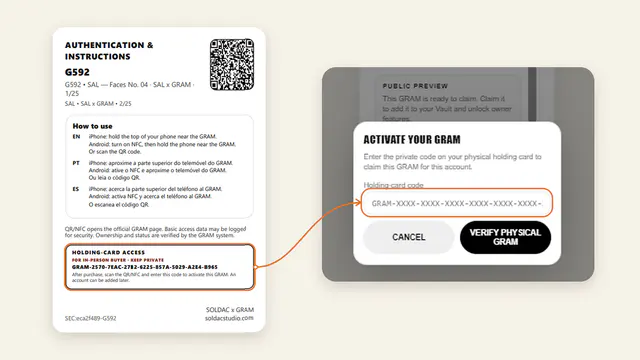 AUTHENTICATION &
INSTRUCTIONS
G592
G592 • SAL — Faces No. 04 · SAL x GRAM ·
1/25
SAL • SAL x GRAM • 2/25
How to use
EN iPhone: hold the top of your phone near the GRAM.
Android: turn on NFC, then hold the phone near the GRAM.
Or scan the QR code.
PT iPhone: aproxime a parte superior do telemóvel do GRAM.
Android: ative o NFC e aproxime o telemóvel do GRAM.
Ou leia o código QR.
ES iPhone: acerca la parte superior del teléfono al GRAM.
Android: activa NFC y acerca el teléfono al GRAM.
O escanea el código QR.
QR/NFC opens the official GRAM page. Basic access data may be logged
for security. Ownership and status are verified by the GRAM system.
HOLDING-CARD ACCESS
FOR IN-PERSON BUYER · KEEP PRIVATE
GRAM-2570-7EAC-27B2-6225-B57A-5029-A2E4-B965
After purchase, scan the QR/NFC and enter this code to activate this GRAM. An
account can be added later.
SEC:eca2f489-G592
SOLDAC x GRAM
soldacstudio.com
PUBLIC PREVIEW
This GRAM is ready to claim. Claim it
to add it to your Vault and unlock owner
features.
ACTIVATE YOUR GRAM
Enter the private code on your physical holding card to
claim this GRAM for this account.
Holding-card code
GRAM-XXXX-XXXX-XXXX-XXXX-XXXX-XXXX-
CANCEL
VERIFY PHYSICAL
GRAM